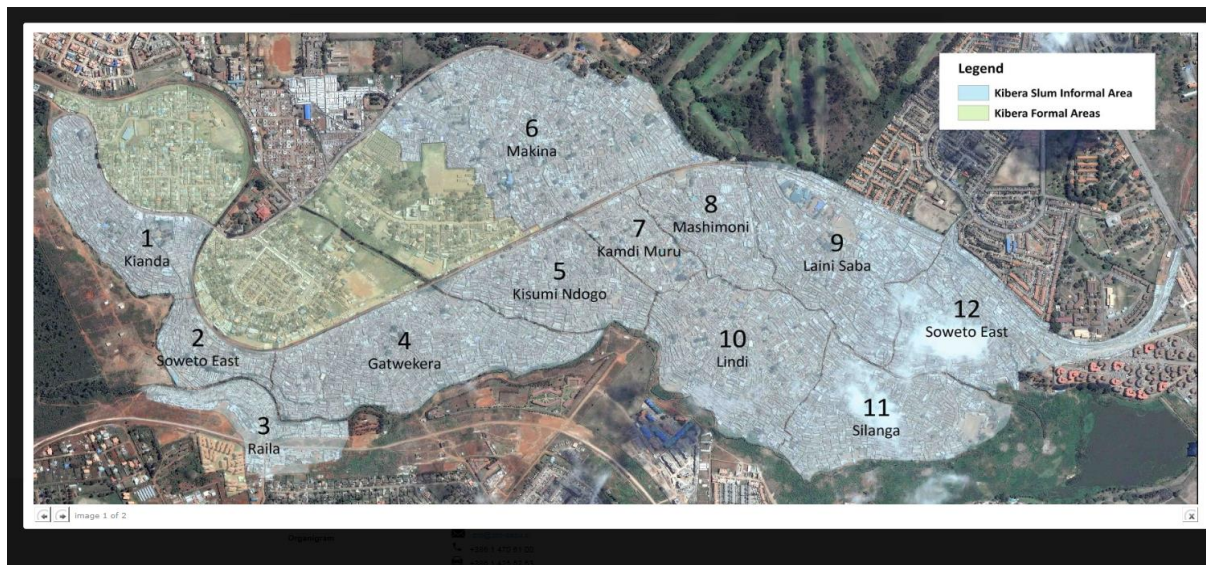 Legend
Kibera Slum Informal Area
Kibera Formal Areas
6
Makina
8
Mashimoni
7
Kamdi Muru
9
Laini Saba
1
Kianda
5
Kisumi Ndogo
12
Soweto East
2
Soweto East
4
Gatwekera
10
Lindi
11
Silanga
3
Raila
image 1 of 2
x
Organigram